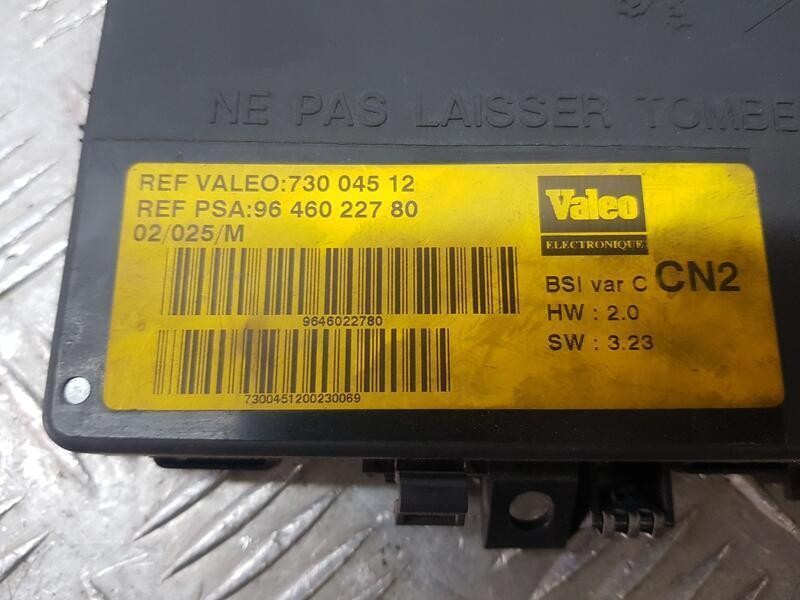 NE PAS LAISSER TOMBE
REF VALEO:730 045 12
REF PSA:96 460 227 80
02/025/M
9646022780
7300451200230069
Valeo
ELECTRONIQUE
BSI var C CN2
HW : 2.0
SW : 3.23